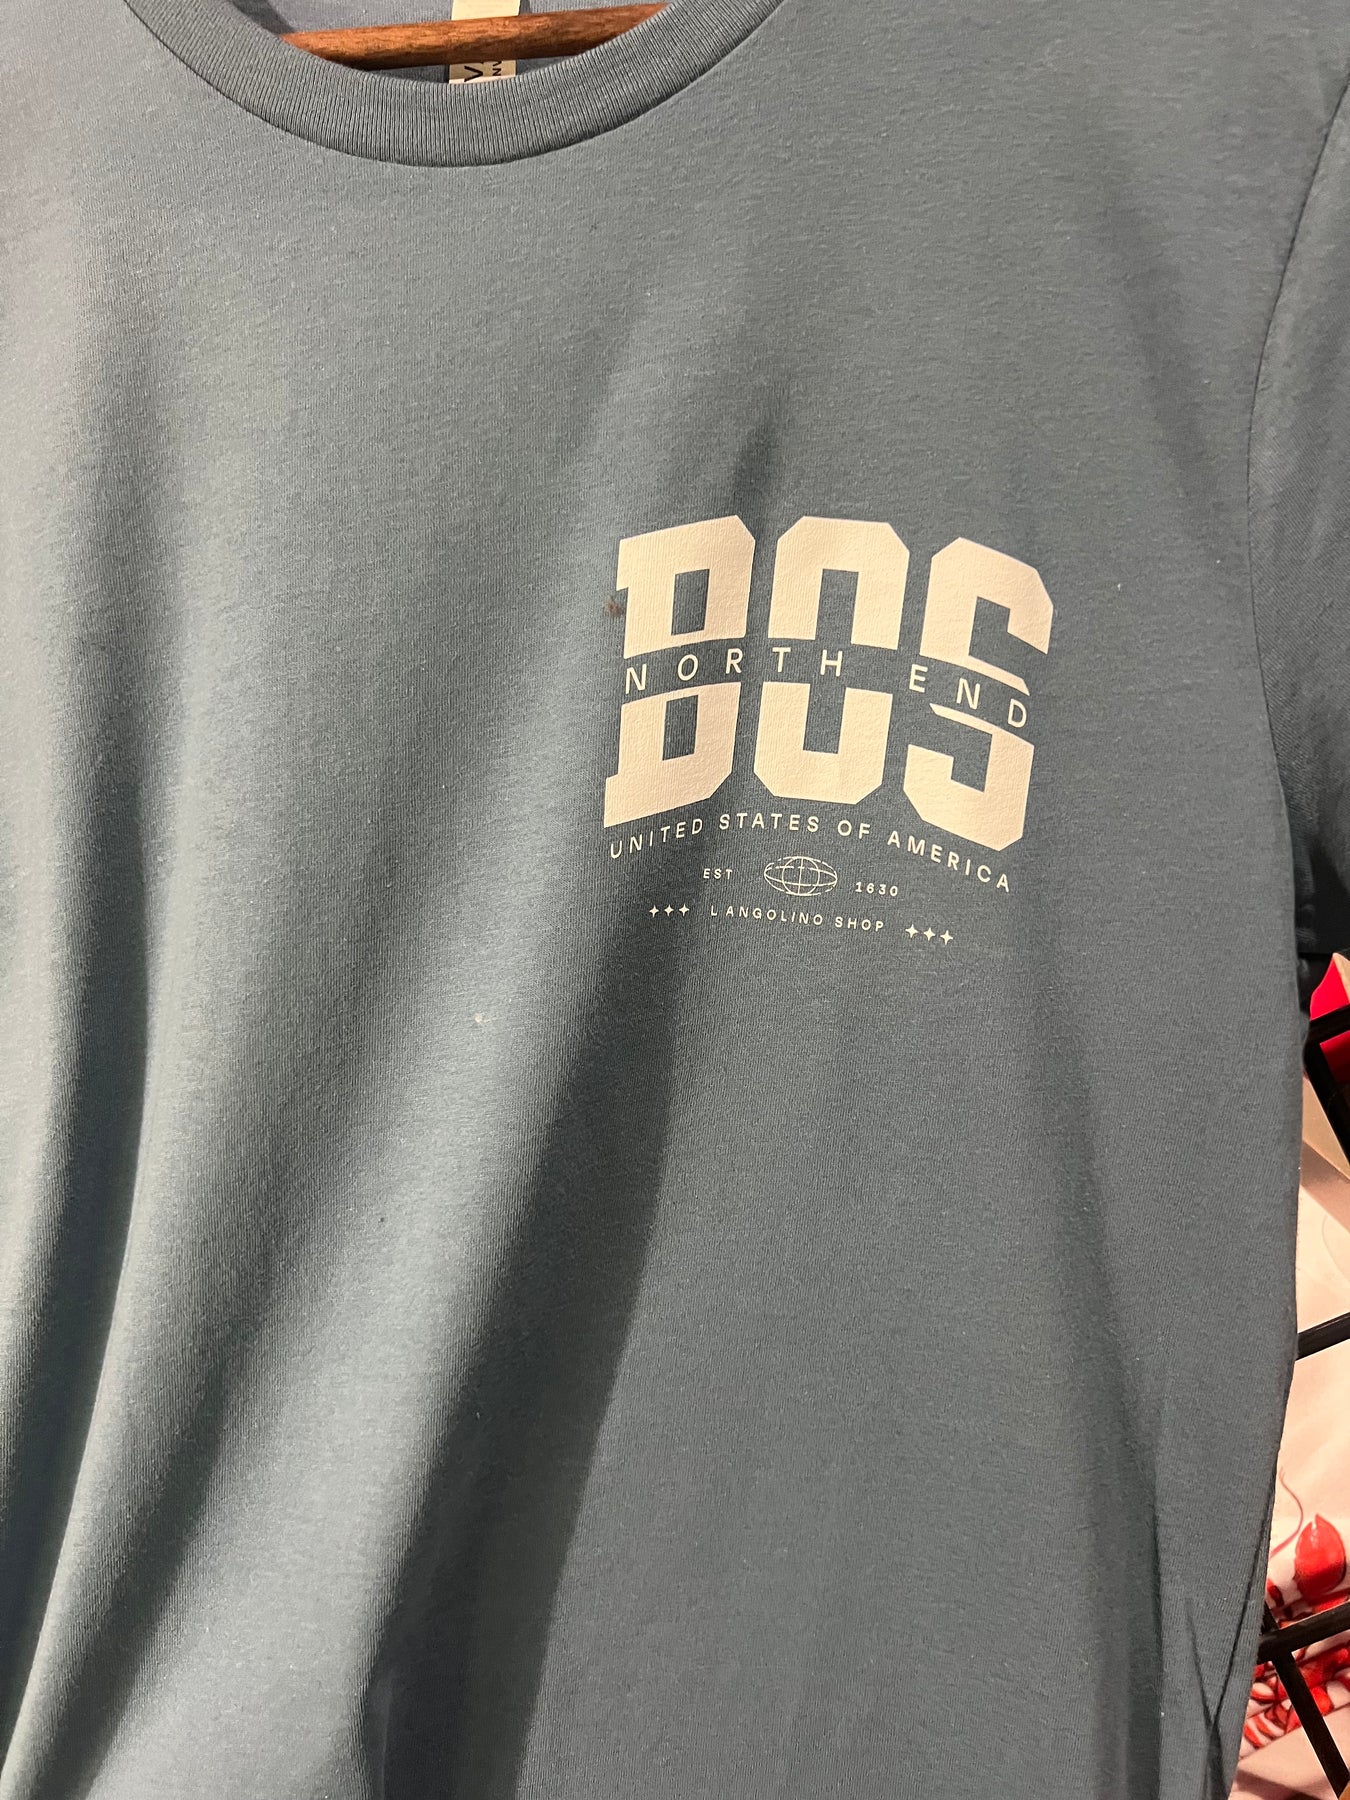 BOS
NORTH END
UNITED STATES OF AMERICA
EST 1630
L ANGOLINO SHOP